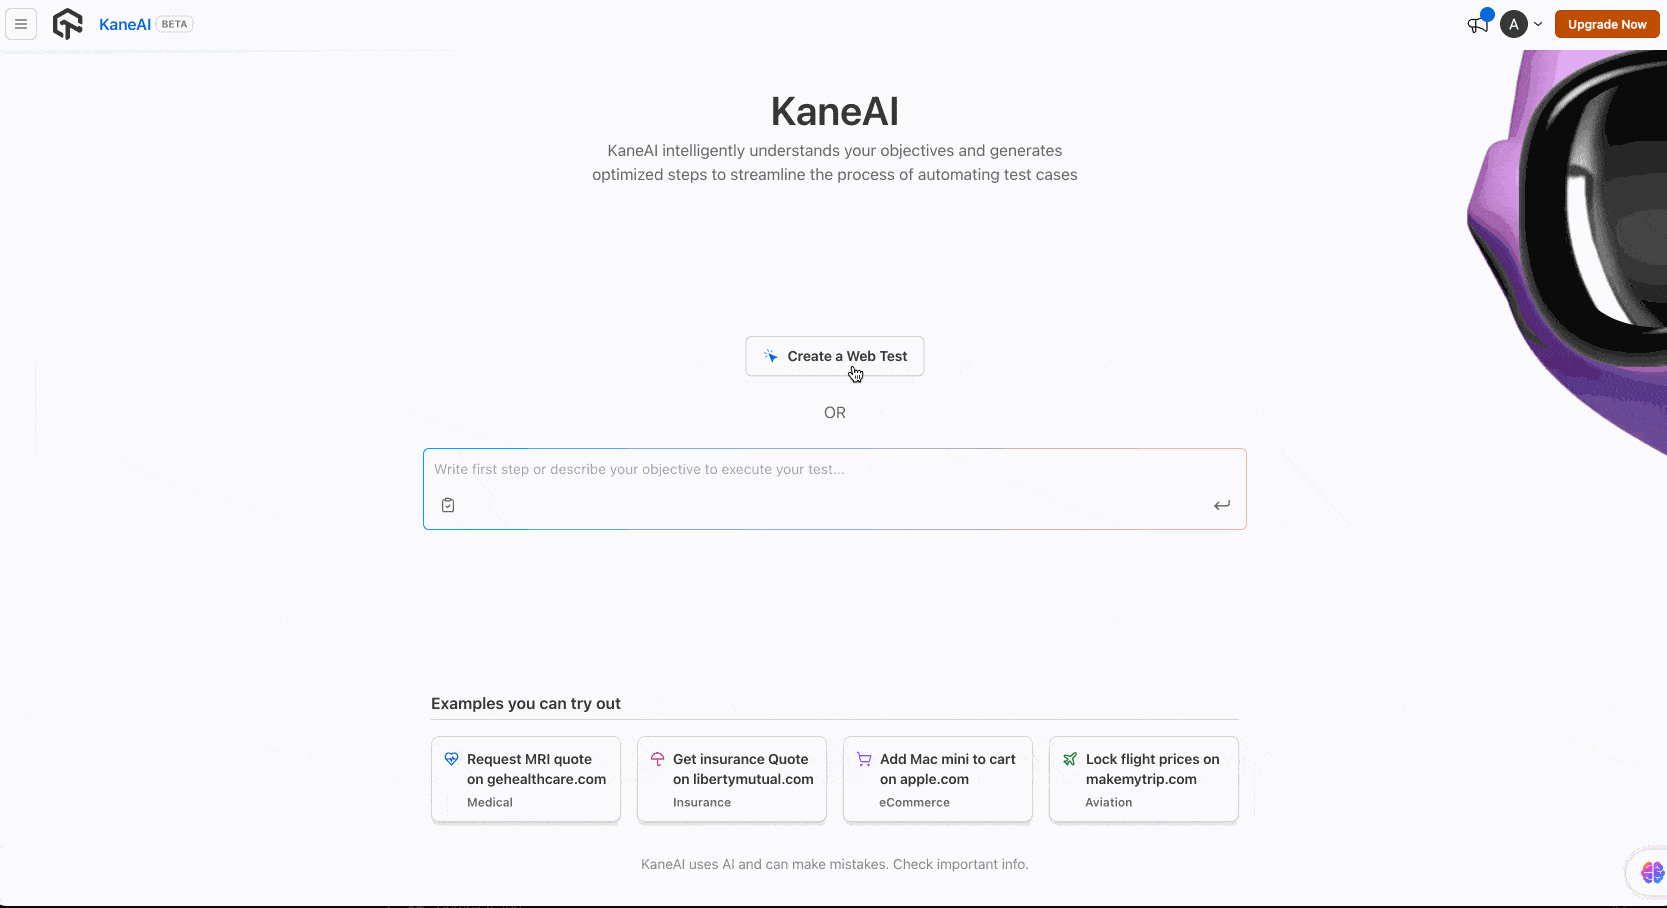 KaneAI BETA
A
Upgrade Now
KaneAI
KaneAI intelligently understands your objectives and generates
optimized steps to streamline the process of automating test cases
Create a Web Test
OR
Write first step or describe your objective to execute your test...
Examples you can try out
Request MRI quote
on gehealthcare.com
Medical
Get insurance Quote
on libertymutual.com
Insurance
Add Mac mini to cart
on apple.com
eCommerce
Lock flight prices on
makemytrip.com
Aviation
KaneAI uses AI and can make mistakes. Check important info.